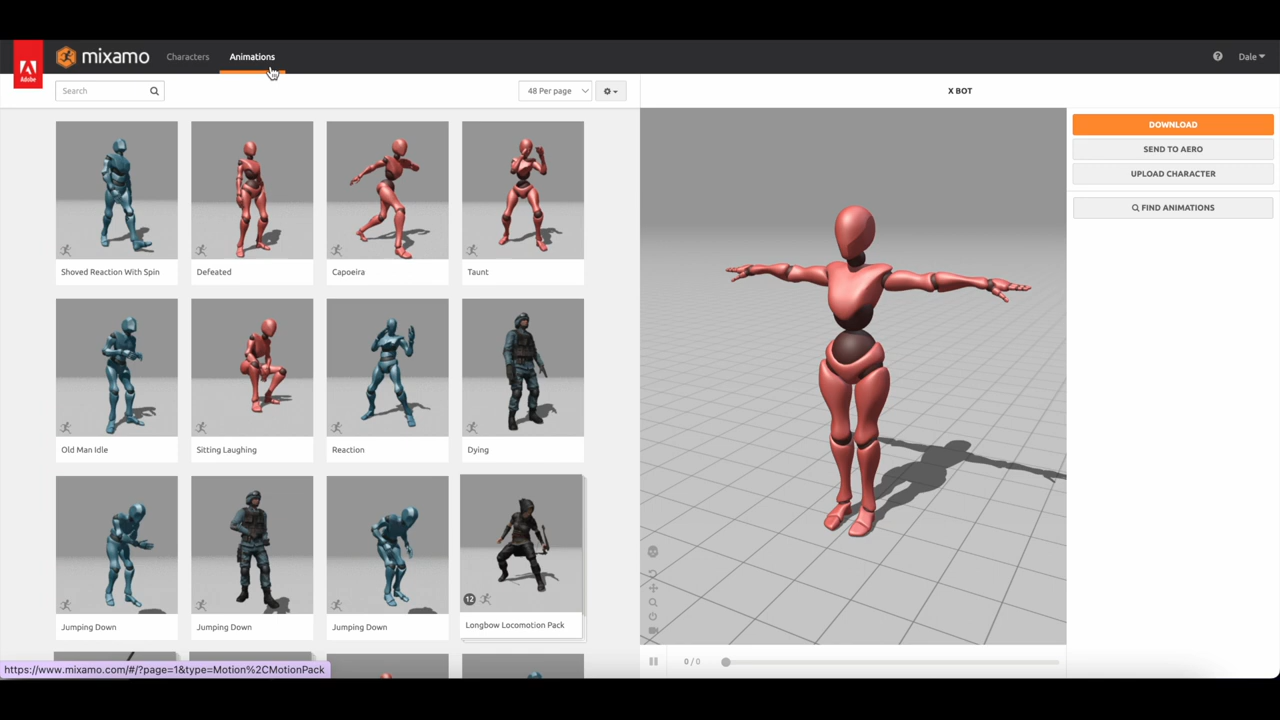 Adobe
mixamo
Characters
Animations
Dale
Search
48 Per page
X BOT
DOWNLOAD
SEND TO AERO
UPLOAD CHARACTER
FIND ANIMATIONS
Shoved Reaction With Spin
Defeated
Capoeira
Taunt
Old Man Idle
Sitting Laughing
Reaction
Dying
12
Jumping Down
Jumping Down
Jumping Down
Longbow Locomotion Pack
0 / 0
https://www.mixamo.com/#/?page=1&type=Motion%2CMotionPack